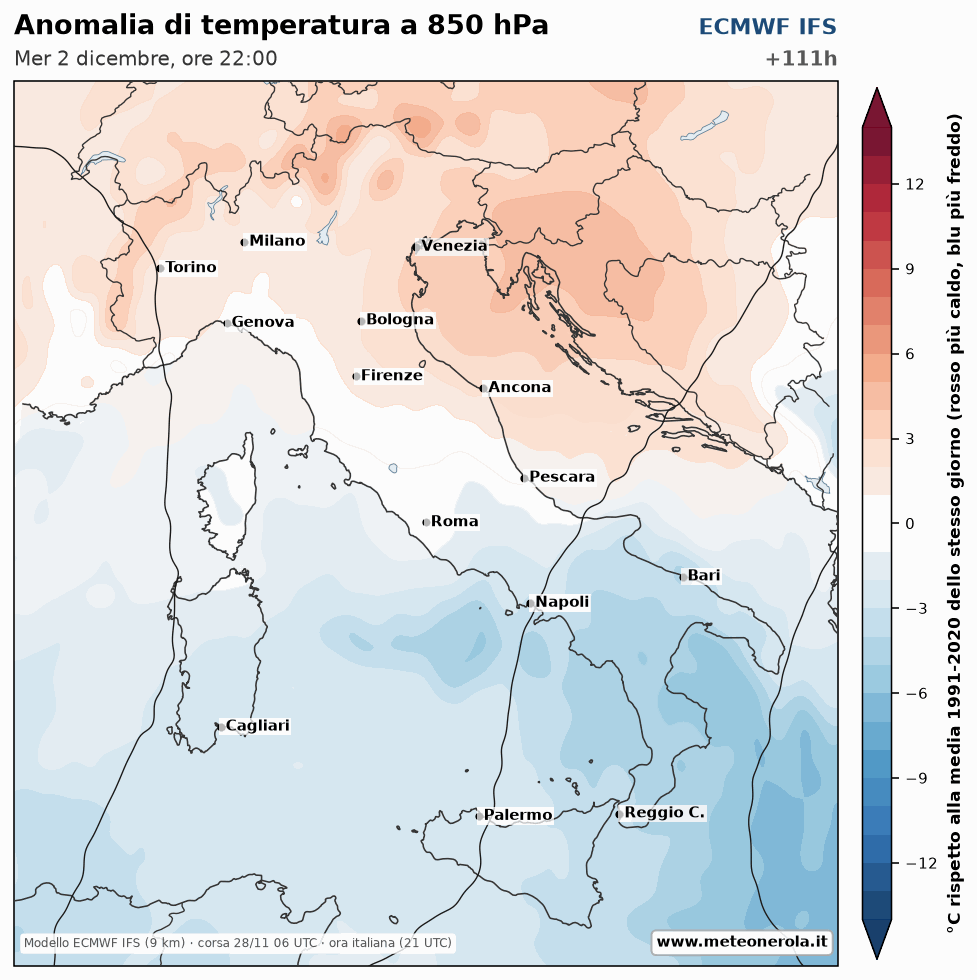 Anomalia di temperatura a 850 hPa
ECMWF IFS
Mer 2 dicembre, ore 22:00
+111h
Milano
Venezia
Torino
Genova
Bologna
Firenze
Ancona
Pescara
Roma
Bari
Napoli
Cagliari
Palermo
Reggio C.
12
9
6
3
0
−3
−6
−9
−12
°C rispetto alla media 1991-2020 dello stesso giorno (rosso più caldo, blu più freddo)
Modello ECMWF IFS (9 km) · corsa 28/11 06 UTC · ora italiana (21 UTC)
www.meteonerola.it